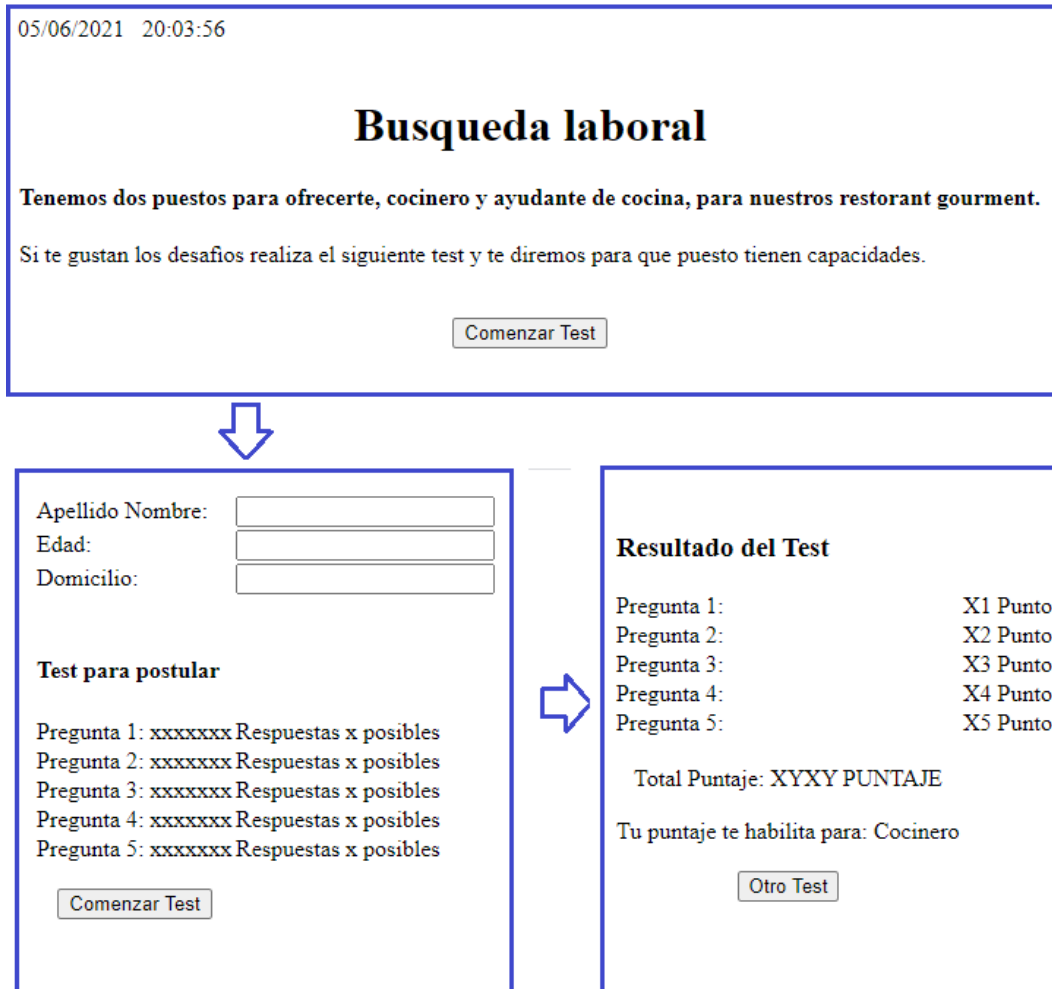 05/06/2021 20:03:56
Busqueda laboral
Tenemos dos puestos para ofrecerte, cocinero y ayudante de cocina, para nuestros restorant gourment.
Si te gustan los desafios realiza el siguiente test y te diremos para que puesto tienen capacidades.
Comenzar Test
Apellido Nombre:
Edad:
Domicilio:
Test para postular
Pregunta 1: xxxxxxx Respuestas x posibles
Pregunta 2: xxxxxxx Respuestas x posibles
Pregunta 3: xxxxxxx Respuestas x posibles
Pregunta 4: xxxxxxx Respuestas x posibles
Pregunta 5: xxxxxxx Respuestas x posibles
Comenzar Test
Resultado del Test
Pregunta 1: X1 Punto
Pregunta 2: X2 Punto
Pregunta 3: X3 Punto
Pregunta 4: X4 Punto
Pregunta 5: X5 Punto
Total Puntaje: XYXY PUNTAJE
Tu puntaje te habilita para: Cocinero
Otro Test